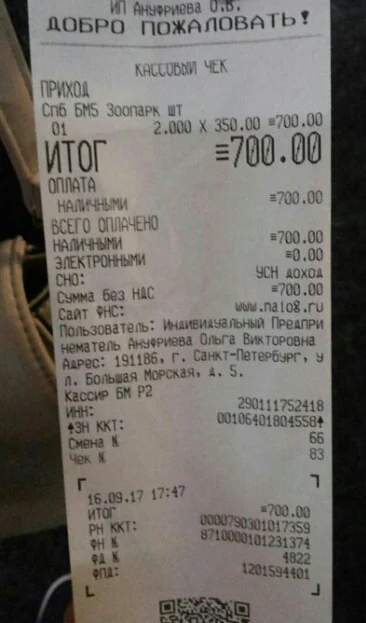 ИП Ануфриева О.В.
ДОБРО ПОЖАЛОВАТЬ!
КАССОВЫЙ ЧЕК
ПРИХОД
Спб БМ5 Зоопарк шт
01 2.000 X 350.00 ≡700.00
ИТОГ ≡700.00
ОПЛАТА
НАЛИЧНЫМИ ≡700.00
ВСЕГО ОПЛАЧЕНО
НАЛИЧНЫМИ ≡700.00
ЭЛЕКТРОННЫМИ ≡0.00
СНО: УСН доход
Сумма без НДС ≡700.00
Сайт ФНС: www.nalog.ru
Пользователь: Индивидуальный Предпри
ниматель Ануфриева Ольга Викторовна
Адрес: 191186, г. Санкт-Петербург, у
л. Большая Морская, д. 5.
Кассир БМ Р2
ИНН: 290111752418
ЗН ККТ: 00106401804558
Смена № 66
Чек № 83
16.09.17 17:47
ИТОГ ≡700.00
РН ККТ: 0000790301017359
ФН № 8710000101231374
ФД № 4822
ФПД: 1201594401